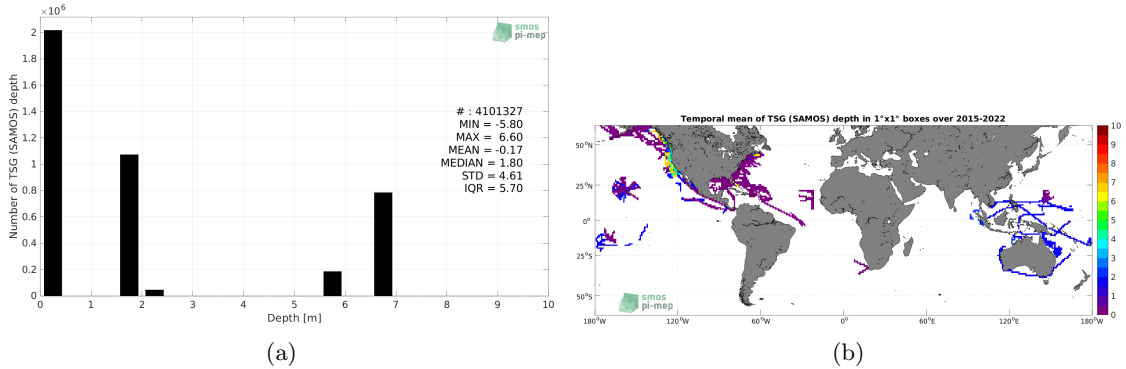 ×10⁶
2
1.8
1.6
1.4
1.2
1
0.8
0.6
0.4
0.2
0
Number of TSG (SAMOS) depth
0 1 2 3 4 5 6 7 8 9 10
Depth [m]
smos
pi-mep
# : 4101327
MIN = -5.80
MAX = 6.60
MEAN = -0.17
MEDIAN = 1.80
STD = 4.61
IQR = 5.70
(a)
Temporal mean of TSG (SAMOS) depth in 1°x1° boxes over 2015-2022
50°N
25°N
0°
25°S
50°S
180°W 120°W 60°W 0° 60°E 120°E 180°E
smos
pi-mep
10
9
8
7
6
5
4
3
2
1
0
(b)